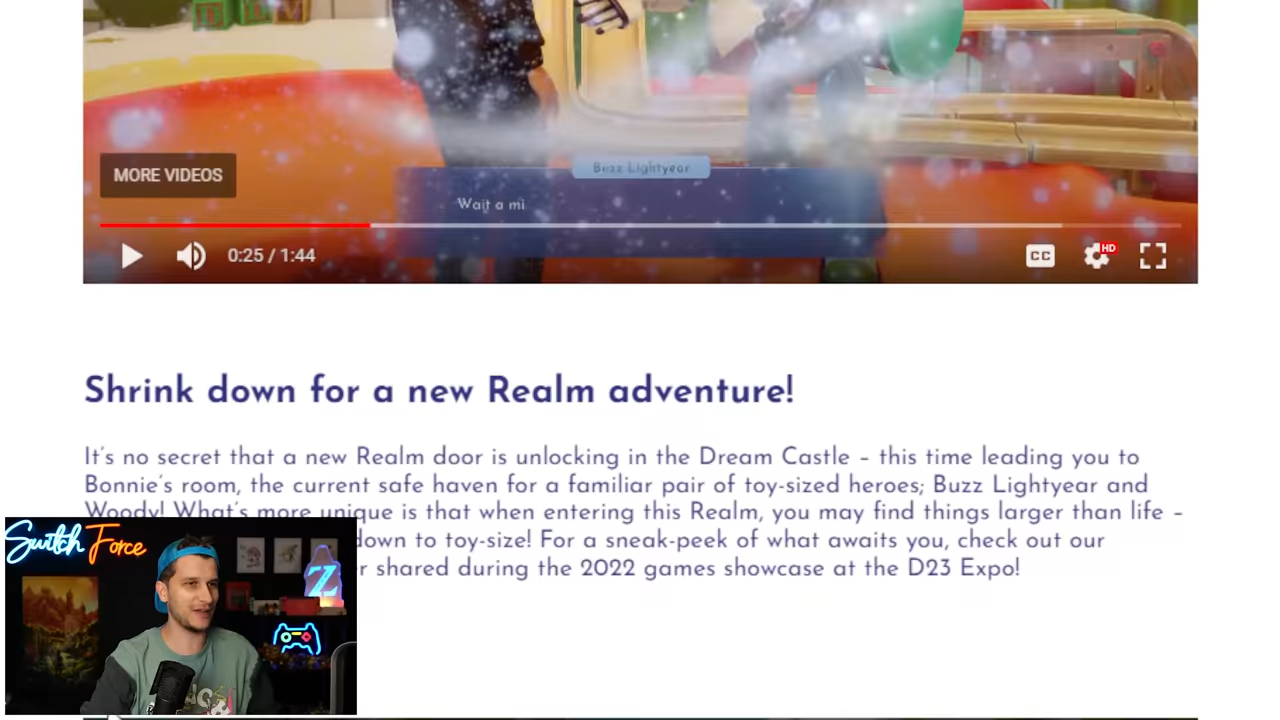 Buzz Lightyear
MORE VIDEOS
Wait a mi
0:25 / 1:44
CC
HD
Shrink down for a new Realm adventure!
It's no secret that a new Realm door is unlocking in the Dream Castle – this time leading you to
Bonnie's room, the current safe haven for a familiar pair of toy-sized heroes; Buzz Lightyear and
Woody! What's more unique is that when entering this Realm, you may find things larger than life –
down to toy-size! For a sneak-peek of what awaits you, check out our
r shared during the 2022 games showcase at the D23 Expo!
Switch Force
Z